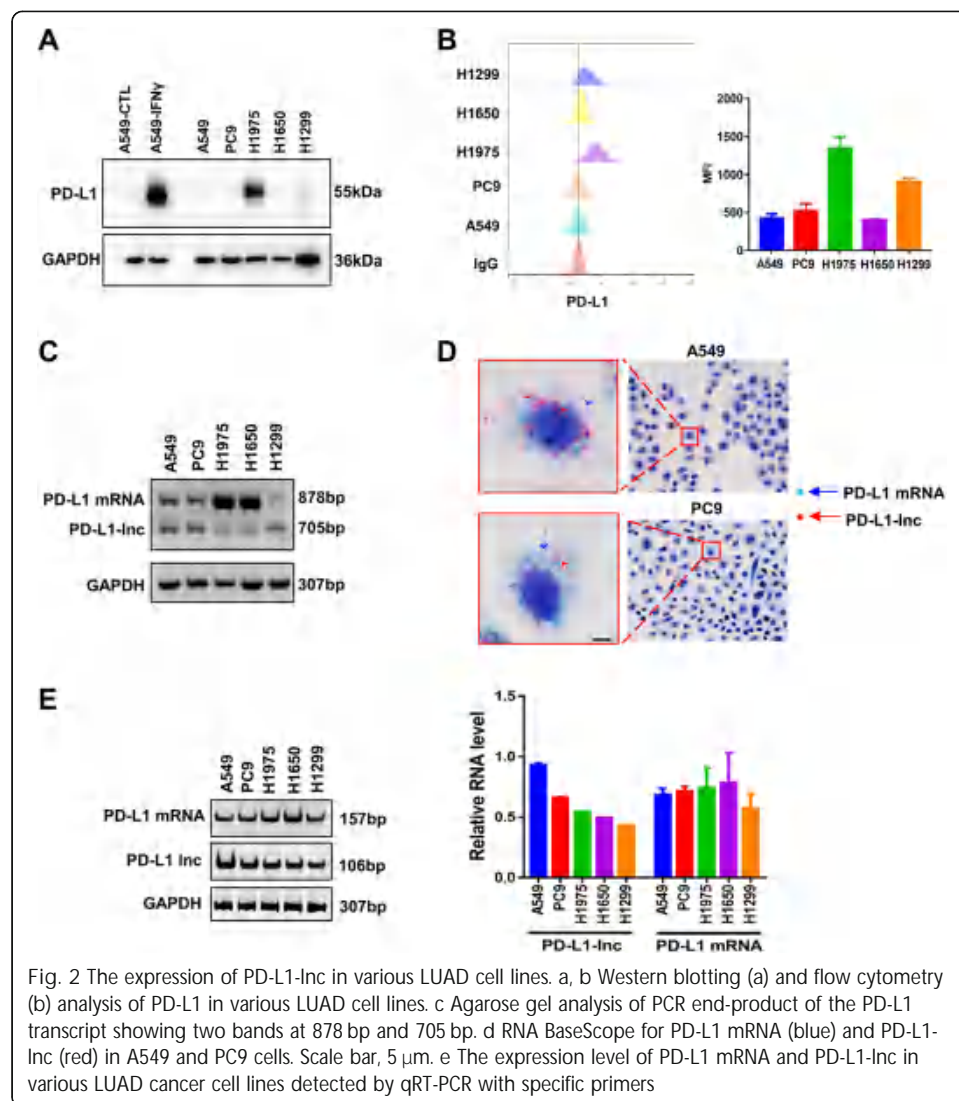 A
A549-CTL
A549-IFNγ
A549
PC9
H1975
H1650
H1299
PD-L1
55kDa
GAPDH
36kDa
B
H1299
H1650
H1975
PC9
A549
IgG
PD-L1
MFI
2000
1500
1000
500
0
A549
PC9
H1975
H1650
H1299
C
A549
PC9
H1975
H1650
H1299
PD-L1 mRNA
878bp
PD-L1-lnc
705bp
GAPDH
307bp
D
A549
PC9
PD-L1 mRNA
PD-L1-lnc
E
A549
PC9
H1975
H1650
H1299
PD-L1 mRNA
157bp
PD-L1 lnc
106bp
GAPDH
307bp
Relative RNA level
1.5
1.0
0.5
0.0
A549
PC9
H1975
H1650
H1299
A549
PC9
H1975
H1650
H1299
PD-L1-lnc
PD-L1 mRNA
Fig. 2 The expression of PD-L1-lnc in various LUAD cell lines. a, b Western blotting (a) and flow cytometry
(b) analysis of PD-L1 in various LUAD cell lines. c Agarose gel analysis of PCR end-product of the PD-L1
transcript showing two bands at 878 bp and 705 bp. d RNA BaseScope for PD-L1 mRNA (blue) and PD-L1-
lnc (red) in A549 and PC9 cells. Scale bar, 5 μm. e The expression level of PD-L1 mRNA and PD-L1-lnc in
various LUAD cancer cell lines detected by qRT-PCR with specific primers